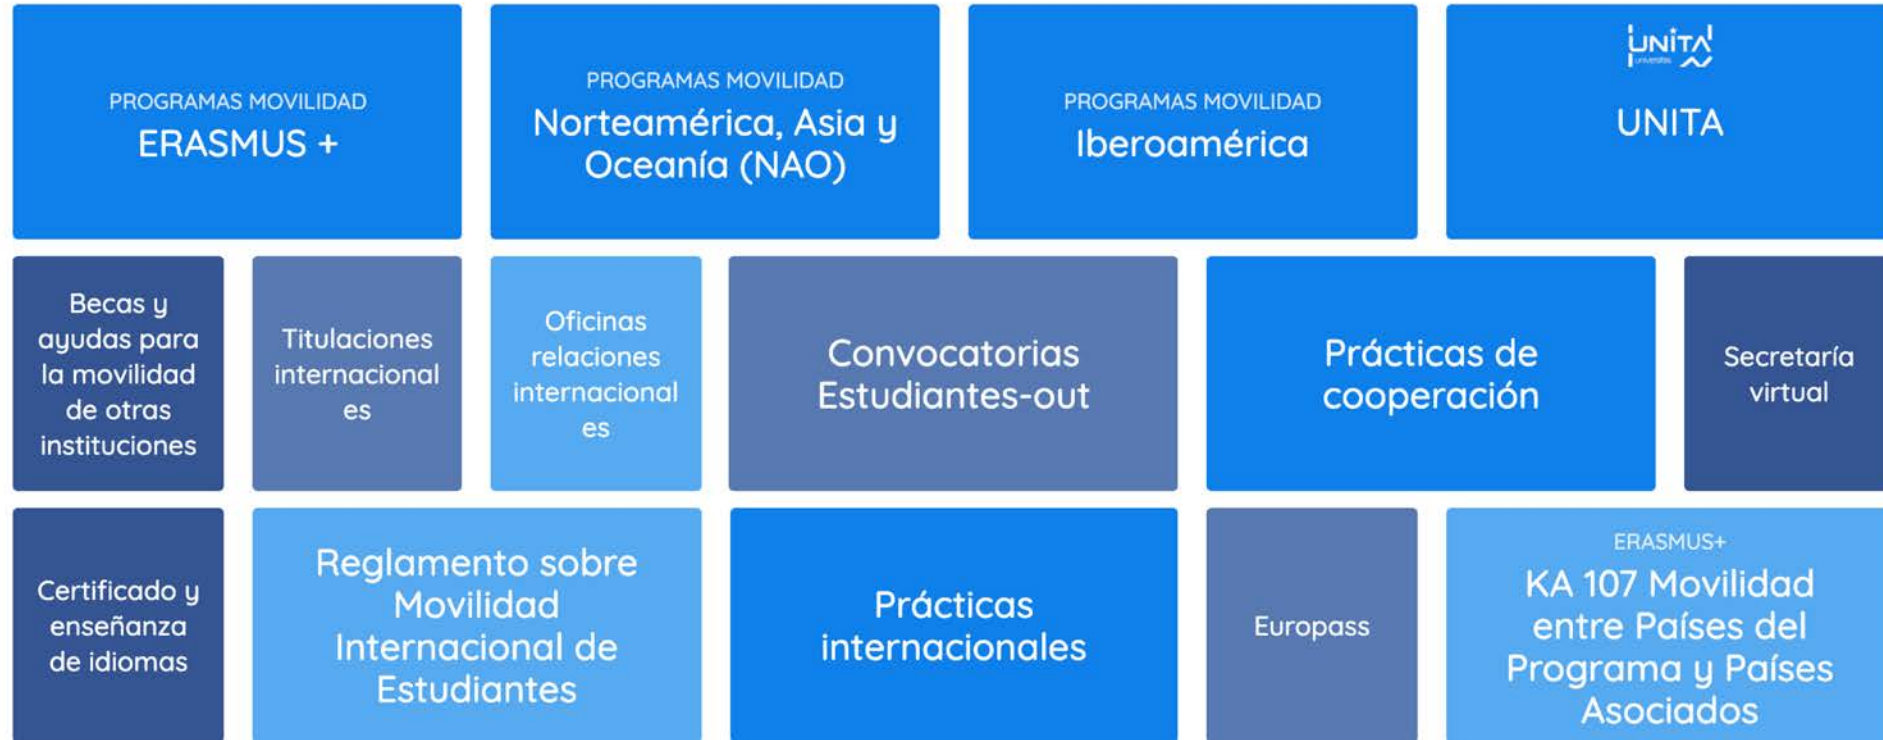 PROGRAMAS MOVILIDAD
ERASMUS +
PROGRAMAS MOVILIDAD
Norteamérica, Asia y
Oceanía (NAO)
PROGRAMAS MOVILIDAD
Iberoamérica
UNITA
universitas
UNITA
Becas y
ayudas para
la movilidad
de otras
instituciones
Titulaciones
internacional
es
Oficinas
relaciones
internacional
es
Convocatorias
Estudiantes-out
Prácticas de
cooperación
Secretaría
virtual
Certificado y
enseñanza
de idiomas
Reglamento sobre
Movilidad
Internacional de
Estudiantes
Prácticas
internacionales
Europass
ERASMUS+
KA 107 Movilidad
entre Países del
Programa y Países
Asociados